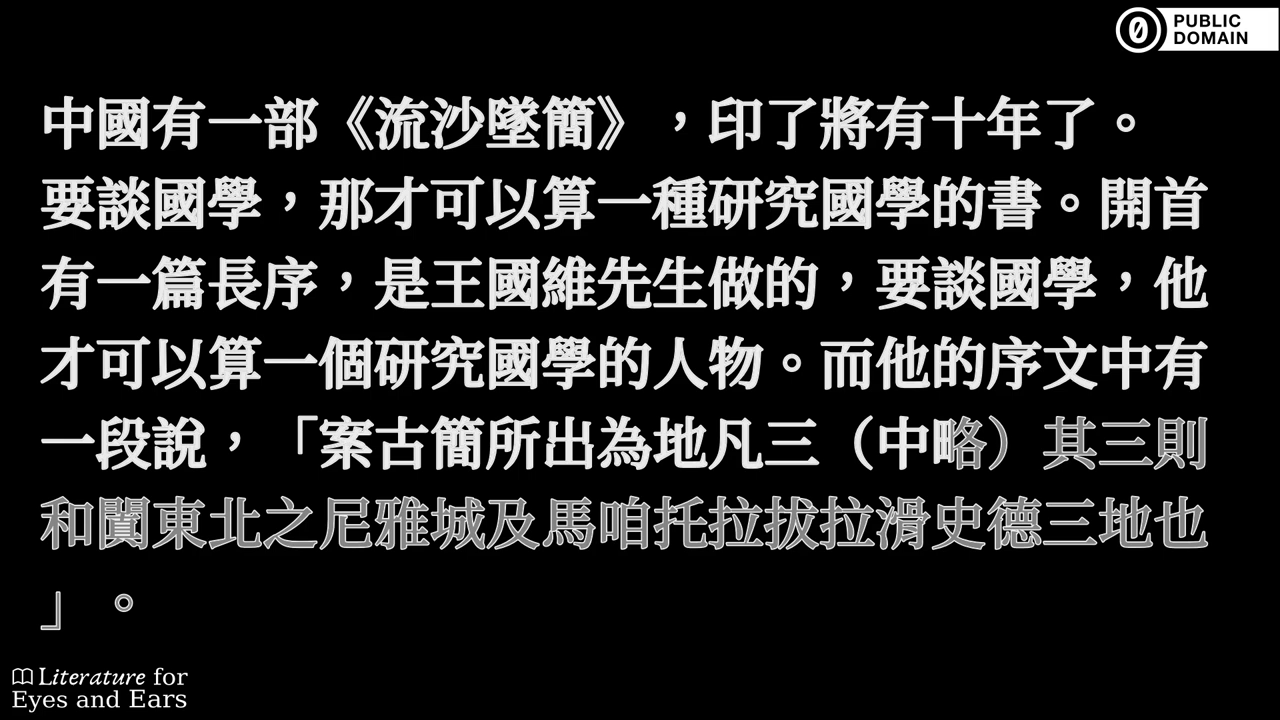 PUBLIC
DOMAIN
中國有一部《流沙墜簡》，印了將有十年了。
要談國學，那才可以算一種研究國學的書。開首
有一篇長序，是王國維先生做的，要談國學，他
才可以算一個研究國學的人物。而他的序文中有
一段說，「案古簡所出為地凡三（中略）其三則
和闐東北之尼雅城及馬咱托拉拔拉滑史德三地也
」。
Literature for
Eyes and Ears